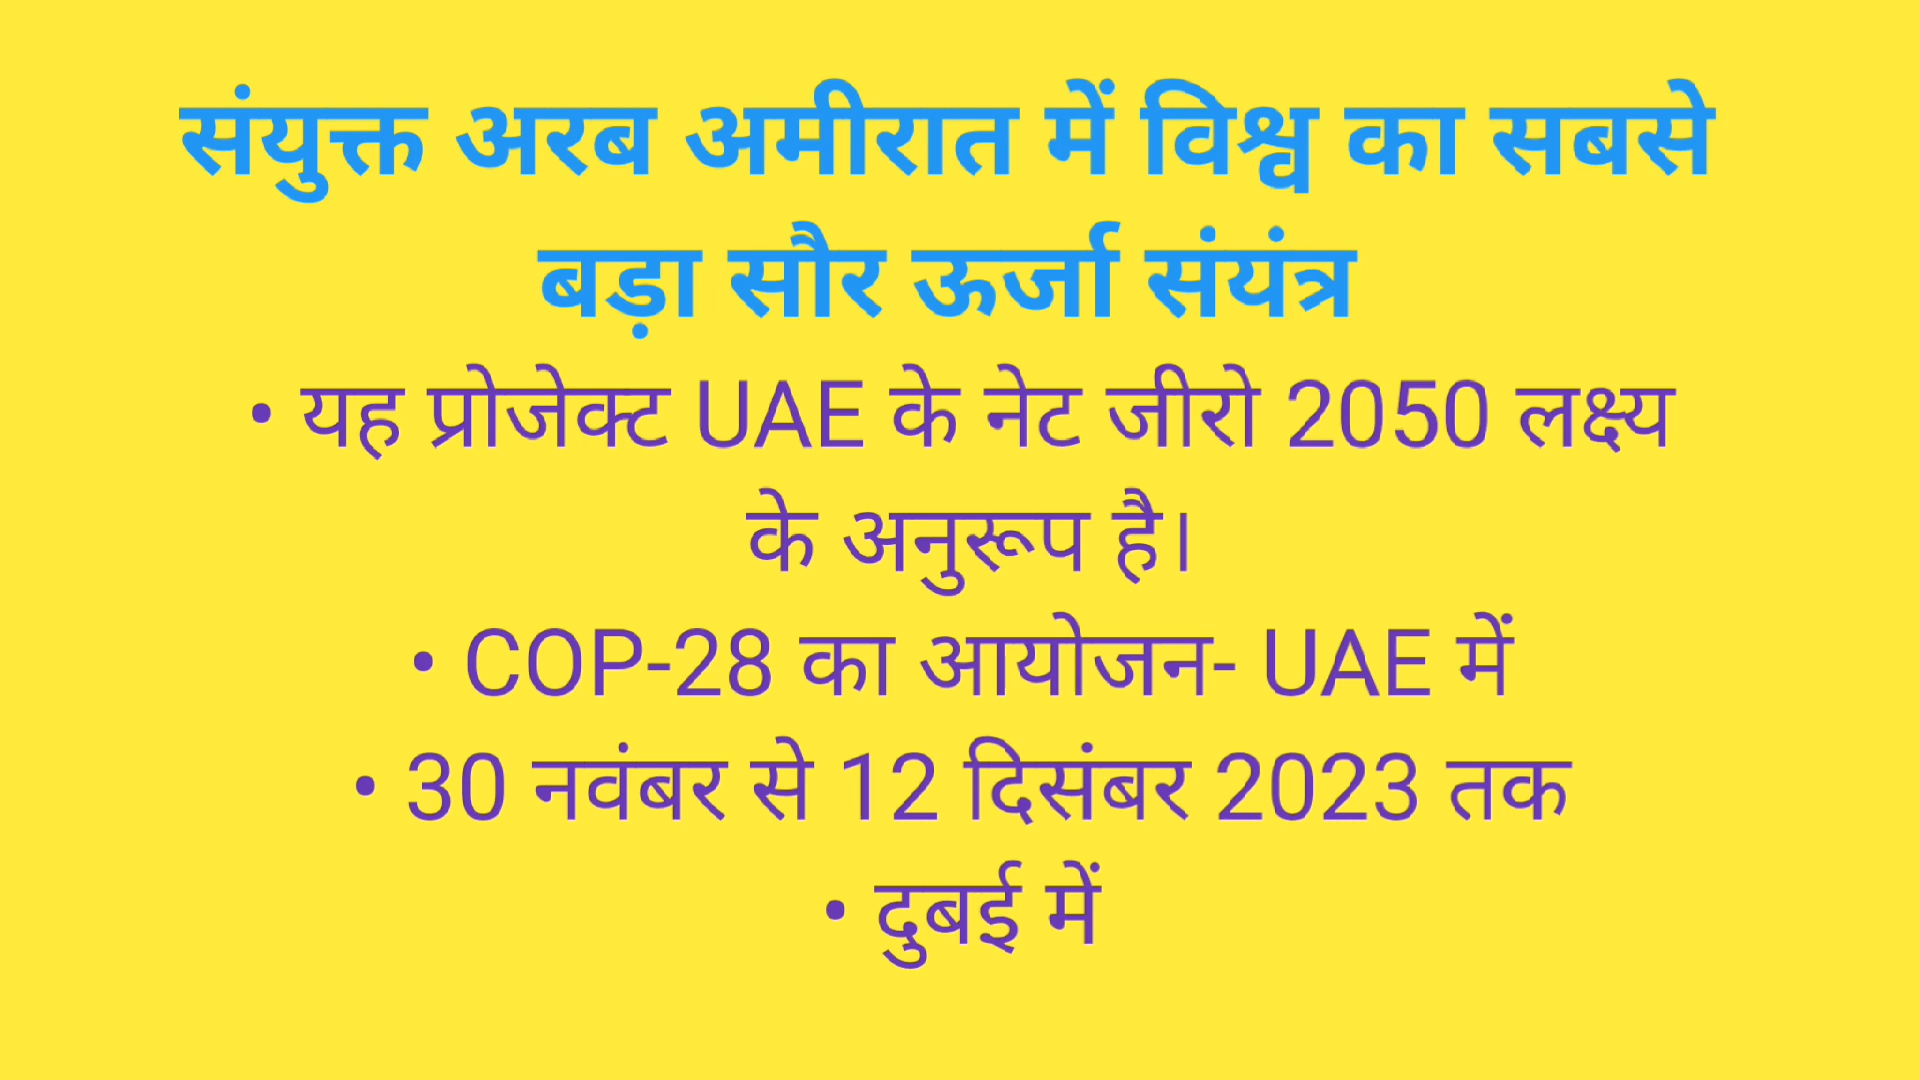 संयुक्त अरब अमीरात में विश्व का सबसे
बड़ा सौर ऊर्जा संयंत्र
• यह प्रोजेक्ट UAE के नेट जीरो 2050 लक्ष्य
के अनुरूप है।
• COP-28 का आयोजन- UAE में
• 30 नवंबर से 12 दिसंबर 2023 तक
• दुबई में